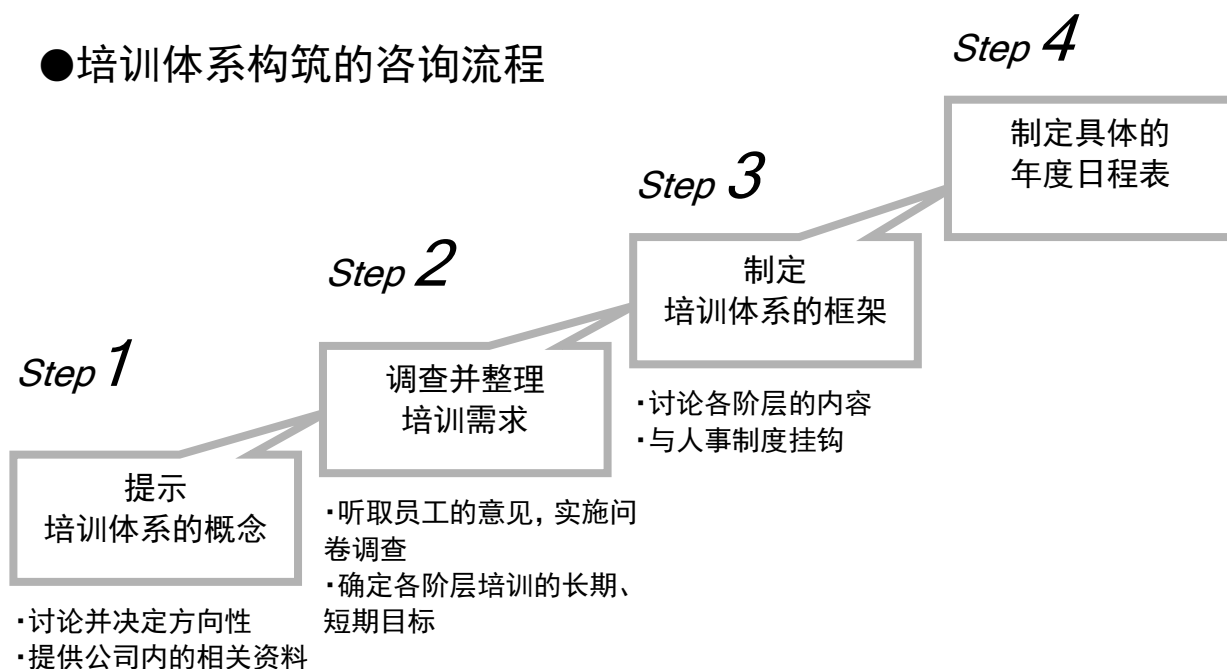 ●培训体系构筑的咨询流程
Step 1
提示
培训体系的概念
・讨论并决定方向性
・提供公司内的相关资料
Step 2
调查并整理
培训需求
・听取员工的意见，实施问
卷调查
・确定各阶层培训的长期、
短期目标
Step 3
制定
培训体系的框架
・讨论各阶层的内容
・与人事制度挂钩
Step 4
制定具体的
年度日程表